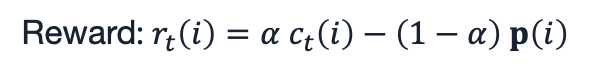 Reward: r_t(i) = α c_t(i) − (1 − α) p(i)